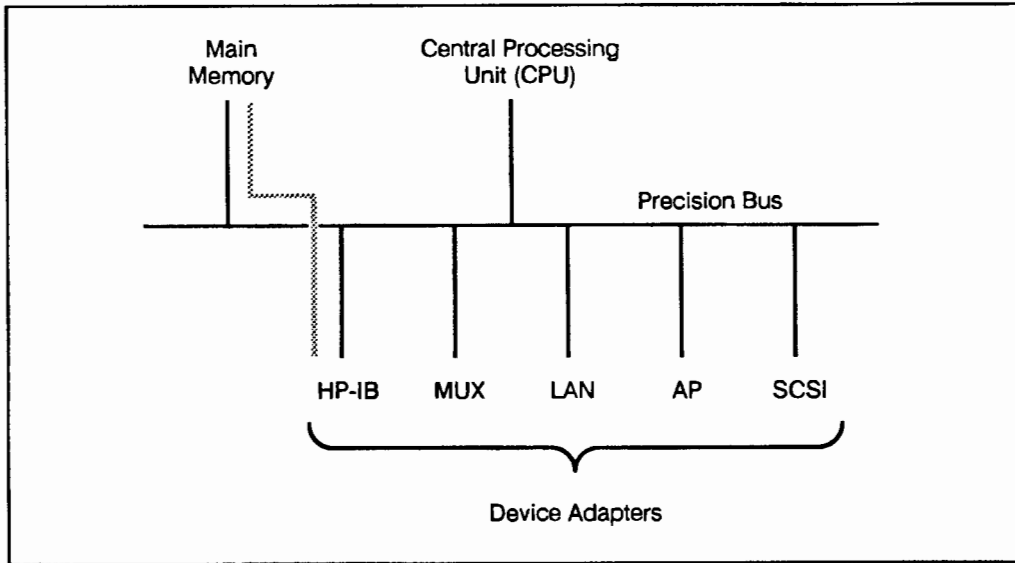 Main
Memory
Central Processing
Unit (CPU)
Precision Bus
HP-IB MUX LAN AP SCSI
Device Adapters